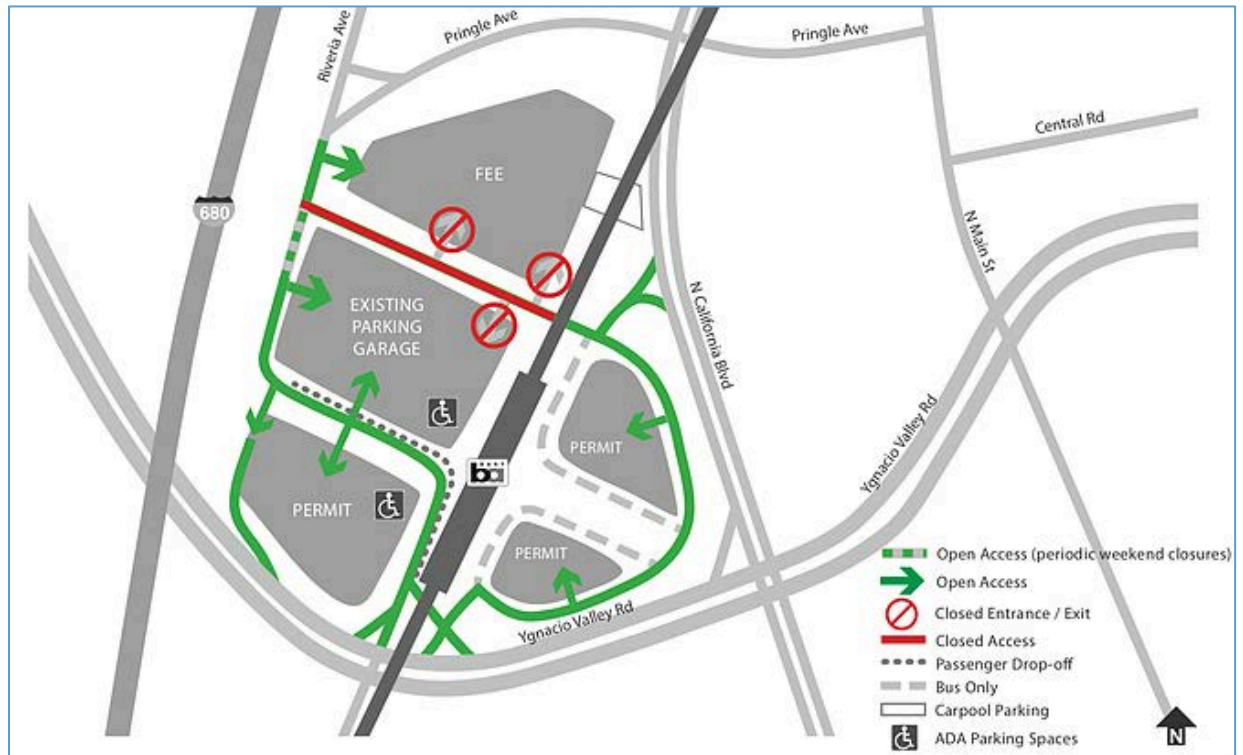 Riveria Ave
Pringle Ave
Pringle Ave
Central Rd
FEE
680
N Main St
EXISTING
PARKING
GARAGE
N California Blvd
PERMIT
Ygnacio Valley Rd
ba
PERMIT
PERMIT
Ygnacio Valley Rd
Open Access (periodic weekend closures)
Open Access
Closed Entrance / Exit
Closed Access
Passenger Drop-off
Bus Only
Carpool Parking
ADA Parking Spaces
N